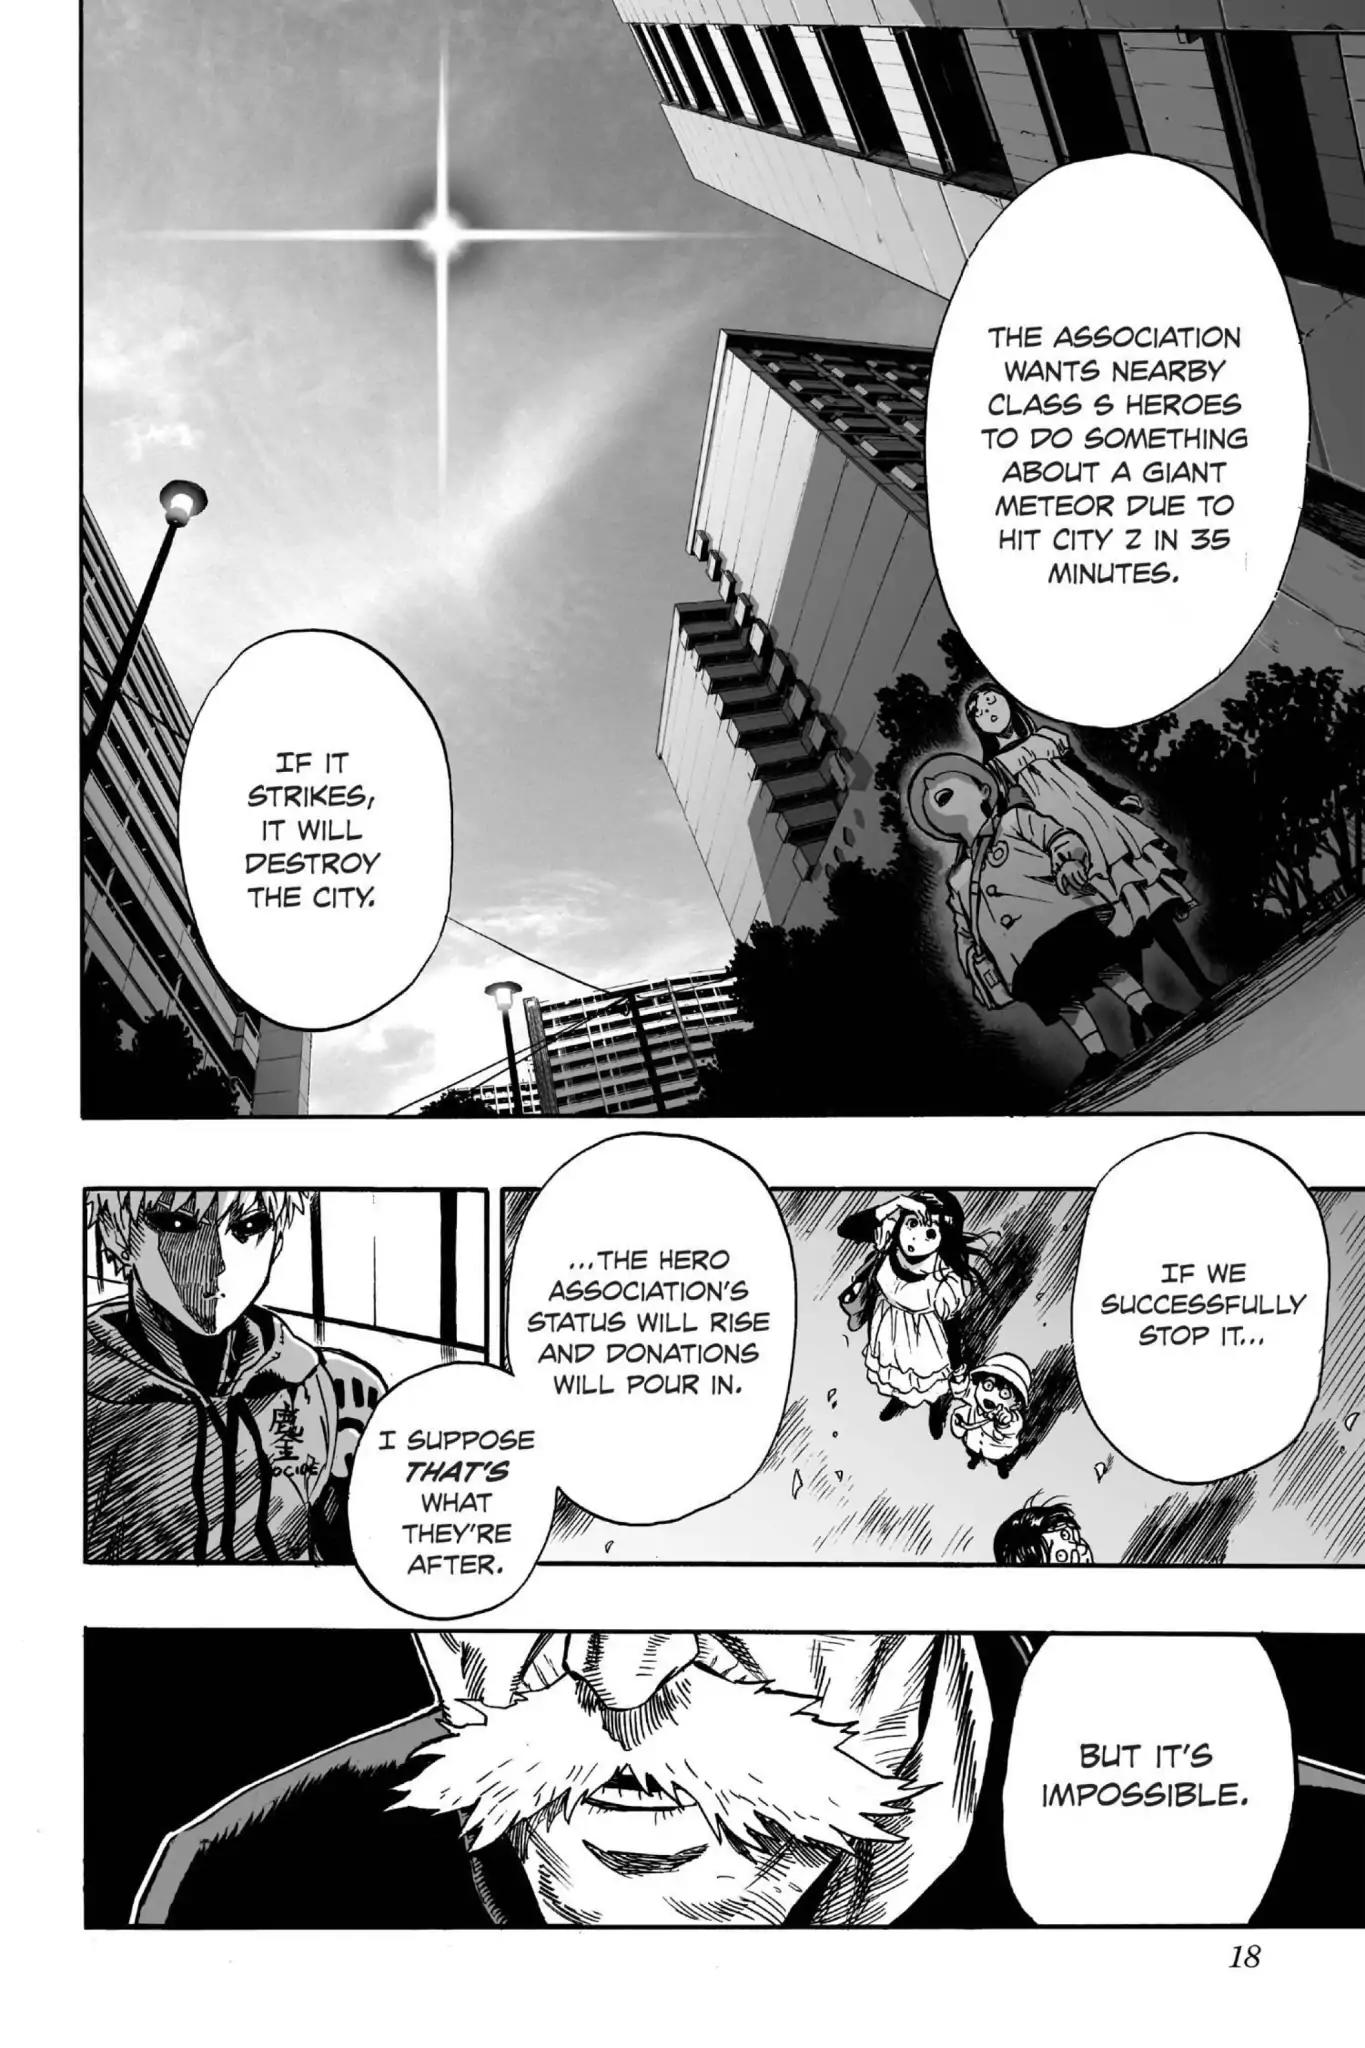 THE ASSOCIATION
WANTS NEARBY
CLASS S HEROES
TO DO SOMETHING
ABOUT A GIANT
METEOR DUE TO
HIT CITY Z IN 35
MINUTES.
IF IT
STRIKES,
IT WILL
DESTROY
THE CITY.
IF WE
SUCCESSFULLY
STOP IT...
...THE HERO
ASSOCIATION'S
STATUS WILL RISE
AND DONATIONS
WILL POUR IN.
I SUPPOSE
THAT'S
WHAT
THEY'RE
AFTER.
OCIDE
BUT IT'S
IMPOSSIBLE.
18